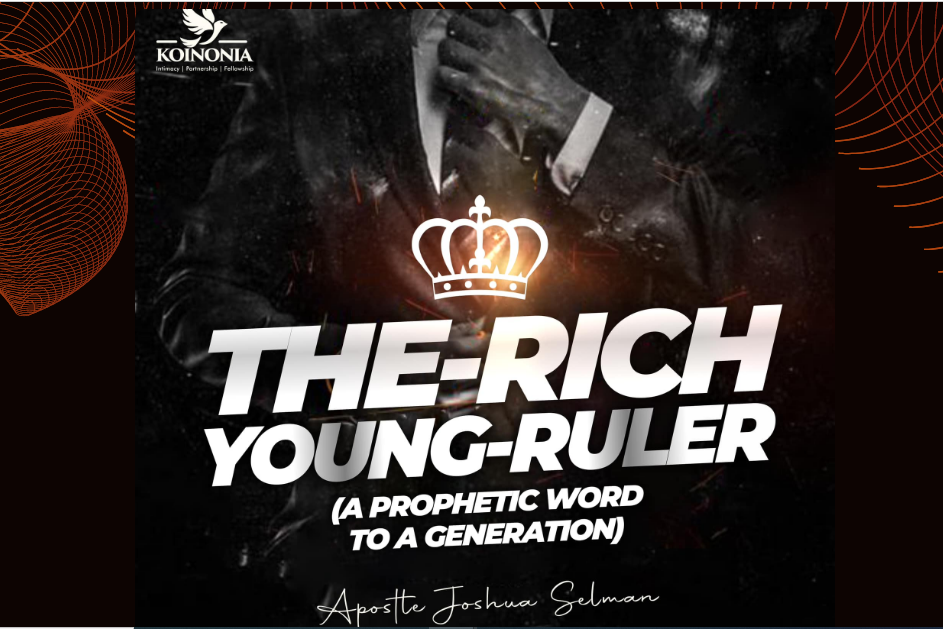 KOINONIA
Intimacy | Partnership | Fellowship
THE-RICH
YOUNG-RULER
(A PROPHETIC WORD
TO A GENERATION)
Apostle Joshua Selman